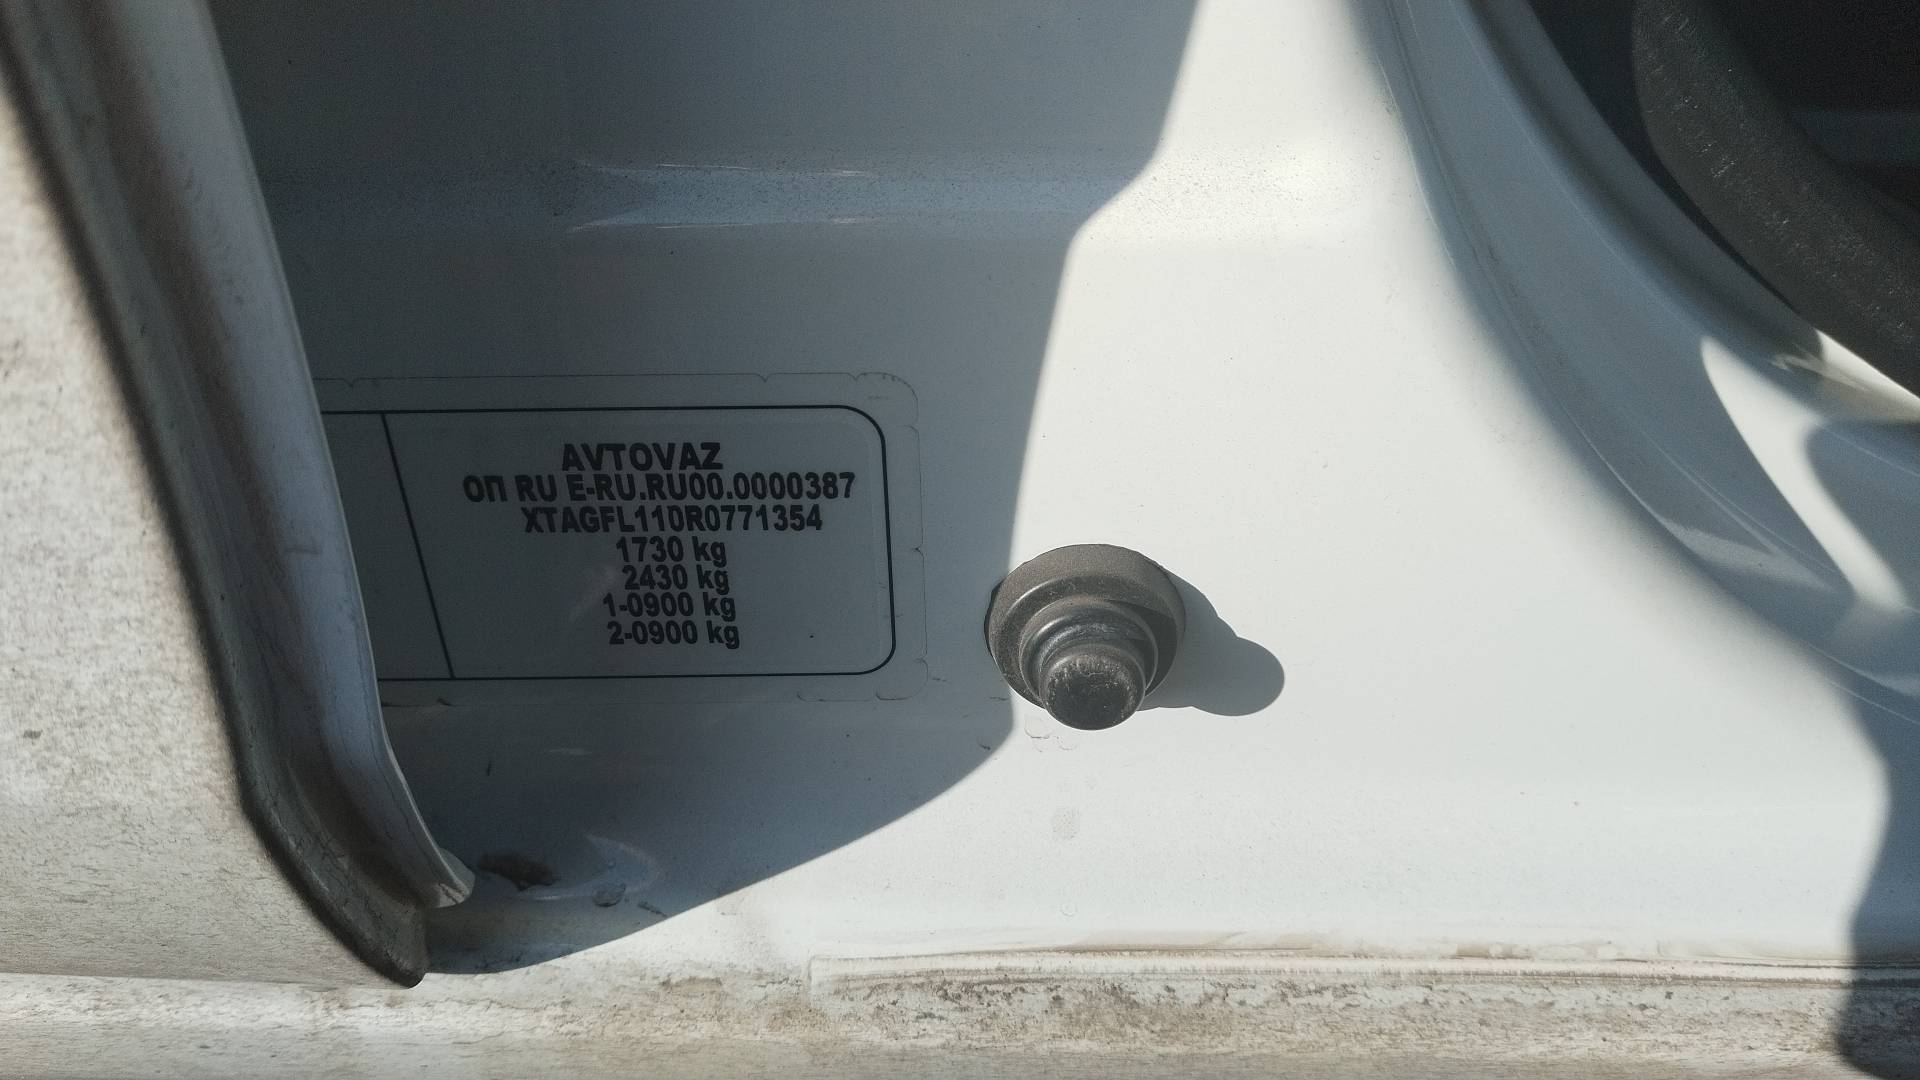 AVTOVAZ
ОП RU E-RU.RU00.0000387
XTAGFL110R0771354
1730 kg
2430 kg
1-0900 kg
2-0900 kg